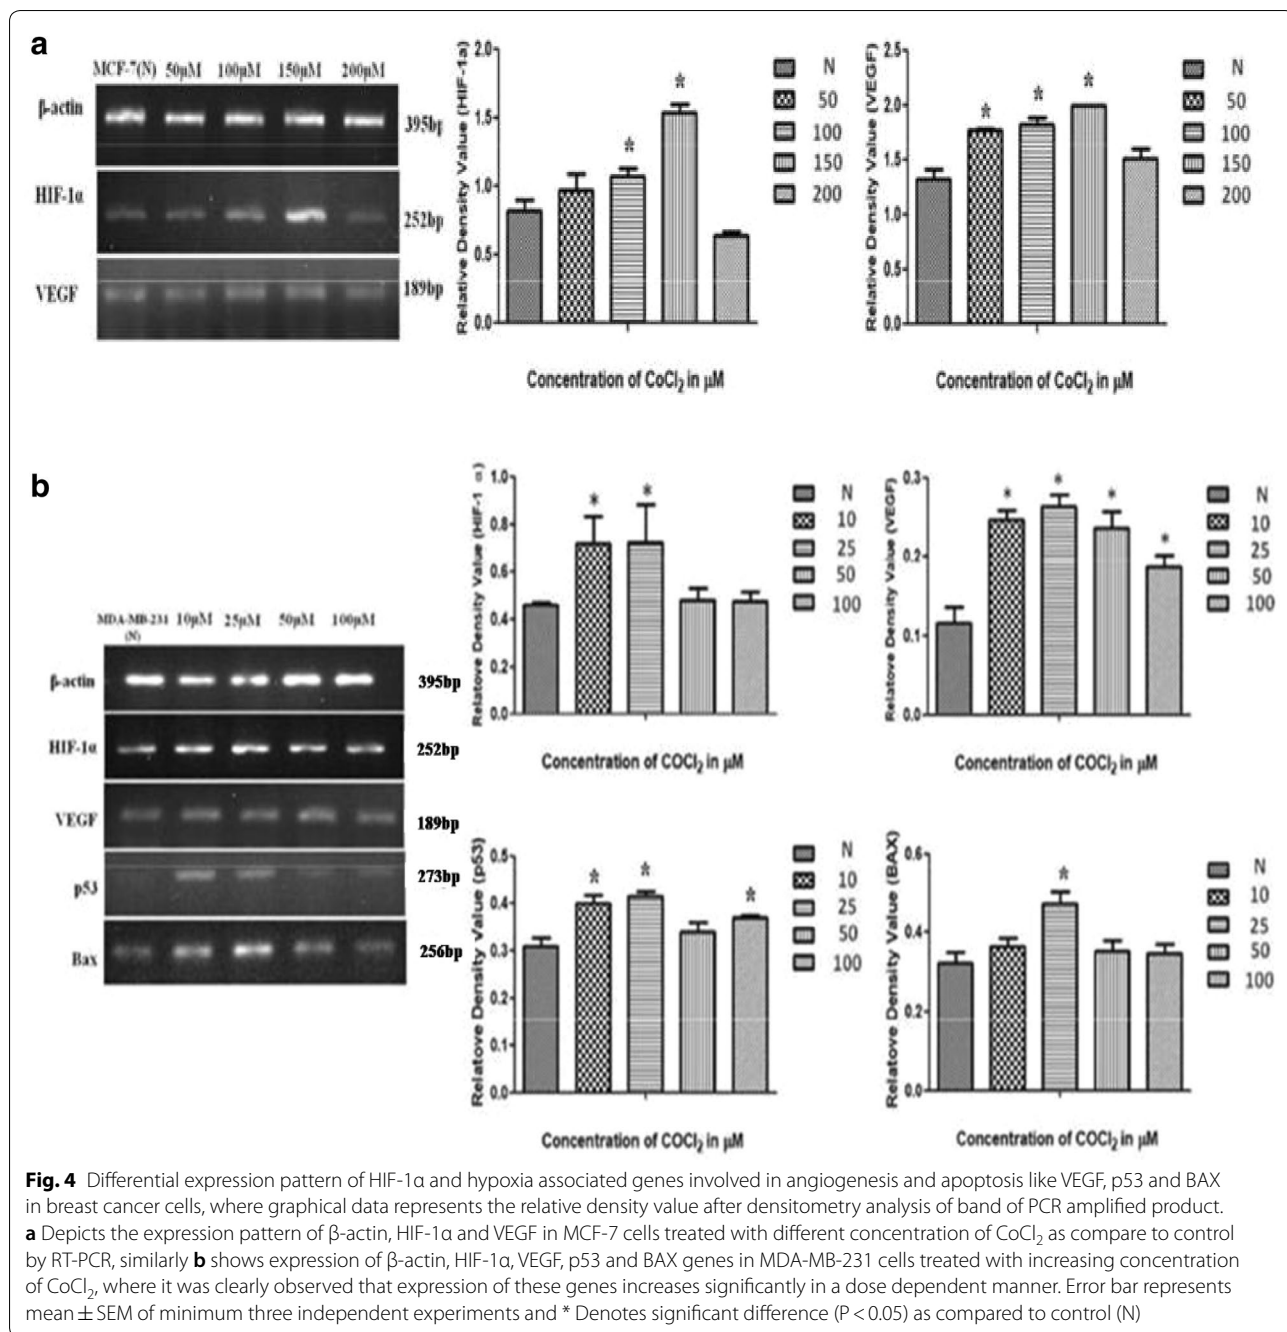 a
MCF-7(N) 50µM 100µM 150µM 200µM
β-actin
395bp
HIF-1α
252bp
VEGF
189bp
Relative Density Value (HIF-1a)
2.0
1.5
1.0
0.5
0.0
* *
N
50
100
150
200
Concentration of CoCl2 in µM
Relative Density Value (VEGF)
2.5
2.0
1.5
1.0
0.5
0.0
* * *
N
50
100
150
200
Concentration of CoCl2 in µM
b
MDA-MB-231 10µM 25µM 50µM 100µM
(N)
β-actin
395bp
HIF-1α
252bp
VEGF
189bp
p53
273bp
Bax
256bp
Relatove Density Value (HIF-1 α)
1.0
0.8
0.6
0.4
0.2
0.0
* *
N
10
25
50
100
Concentration of COCl2 in µM
Relatove Density Value (VEGF)
0.3
0.2
0.1
0.0
* * * *
N
10
25
50
100
Concentration of COCl2 in µM
Relatove Density Value (p53)
0.5
0.4
0.3
0.2
0.1
0.0
* * *
N
10
25
50
100
Concentration of COCl2 in µM
Relatove Density Value (BAX)
0.6
0.4
0.2
0.0
*
N
10
25
50
100
Concentration of COCl2 in µM
Fig. 4 Differential expression pattern of HIF-1α and hypoxia associated genes involved in angiogenesis and apoptosis like VEGF, p53 and BAX
in breast cancer cells, where graphical data represents the relative density value after densitometry analysis of band of PCR amplified product.
a Depicts the expression pattern of β-actin, HIF-1α and VEGF in MCF-7 cells treated with different concentration of CoCl2 as compare to control
by RT-PCR, similarly b shows expression of β-actin, HIF-1α, VEGF, p53 and BAX genes in MDA-MB-231 cells treated with increasing concentration
of CoCl2, where it was clearly observed that expression of these genes increases significantly in a dose dependent manner. Error bar represents
mean ± SEM of minimum three independent experiments and * Denotes significant difference (P < 0.05) as compared to control (N)